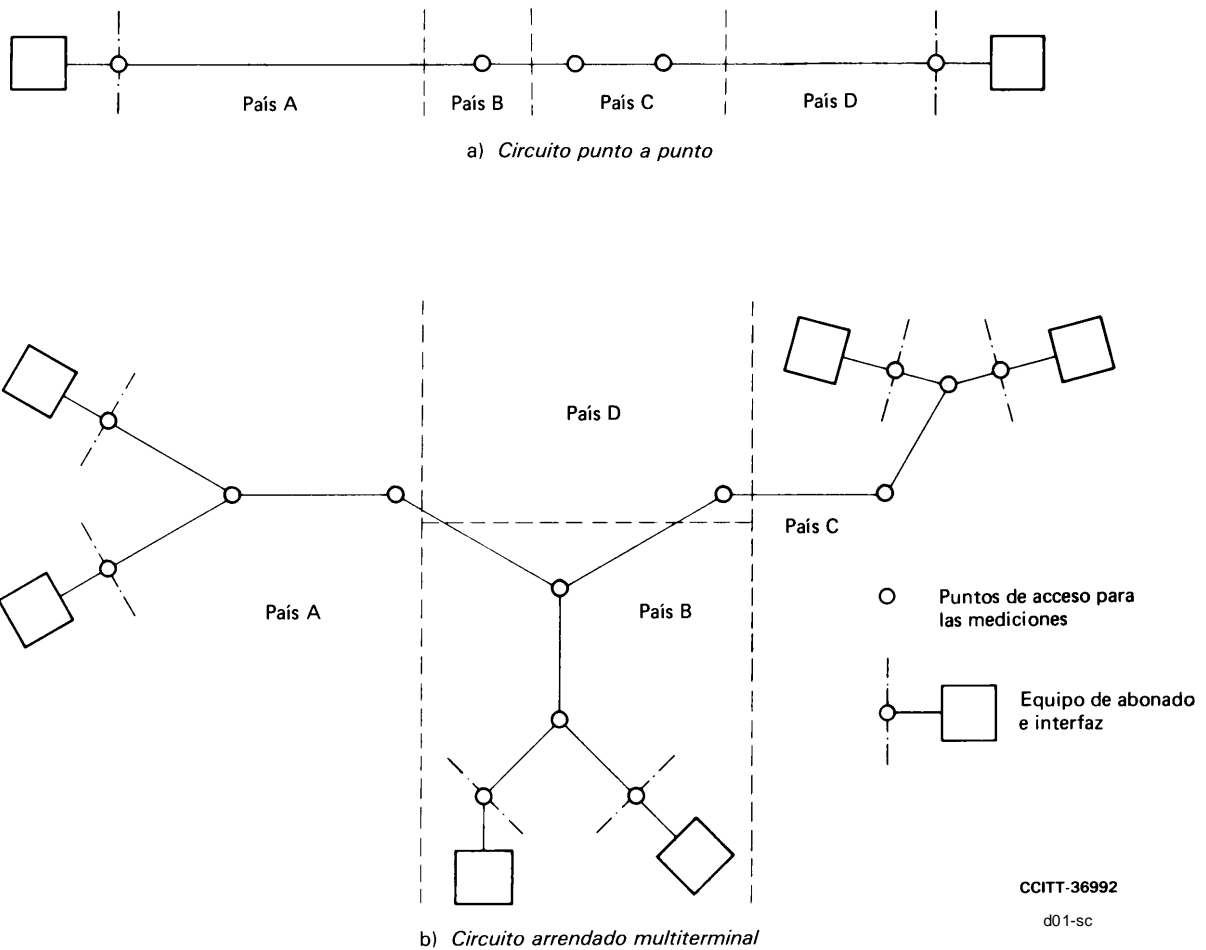 País A
País B
País C
País D
a) Circuito punto a punto
País D
País C
País A
País B
Puntos de acceso para
las mediciones
Equipo de abonado
e interfaz
CCITT-36992
d01-sc
b) Circuito arrendado multiterminal